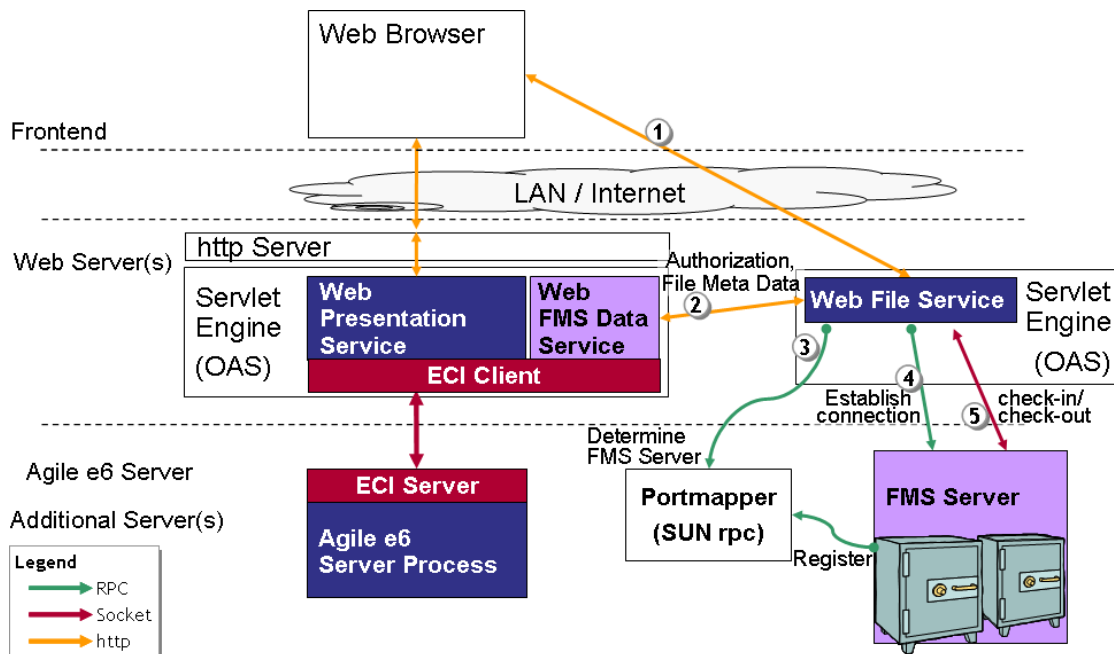 Web Browser
1
Frontend
LAN / Internet
http Server
Web Server(s)
Authorization,
File Meta Data
Servlet
Engine
(OAS)
Web
Presentation
Service
Web
FMS Data
Service
2
Web File Service
Servlet
Engine
(OAS)
ECI Client
3
4
Establish
connection
5
check-in/
check-out
Determine
FMS Server
Agile e6 Server
ECI Server
Agile e6
Server Process
Portmapper
(SUN rpc)
FMS Server
Register
Additional Server(s)
Legend
RPC
Socket
http